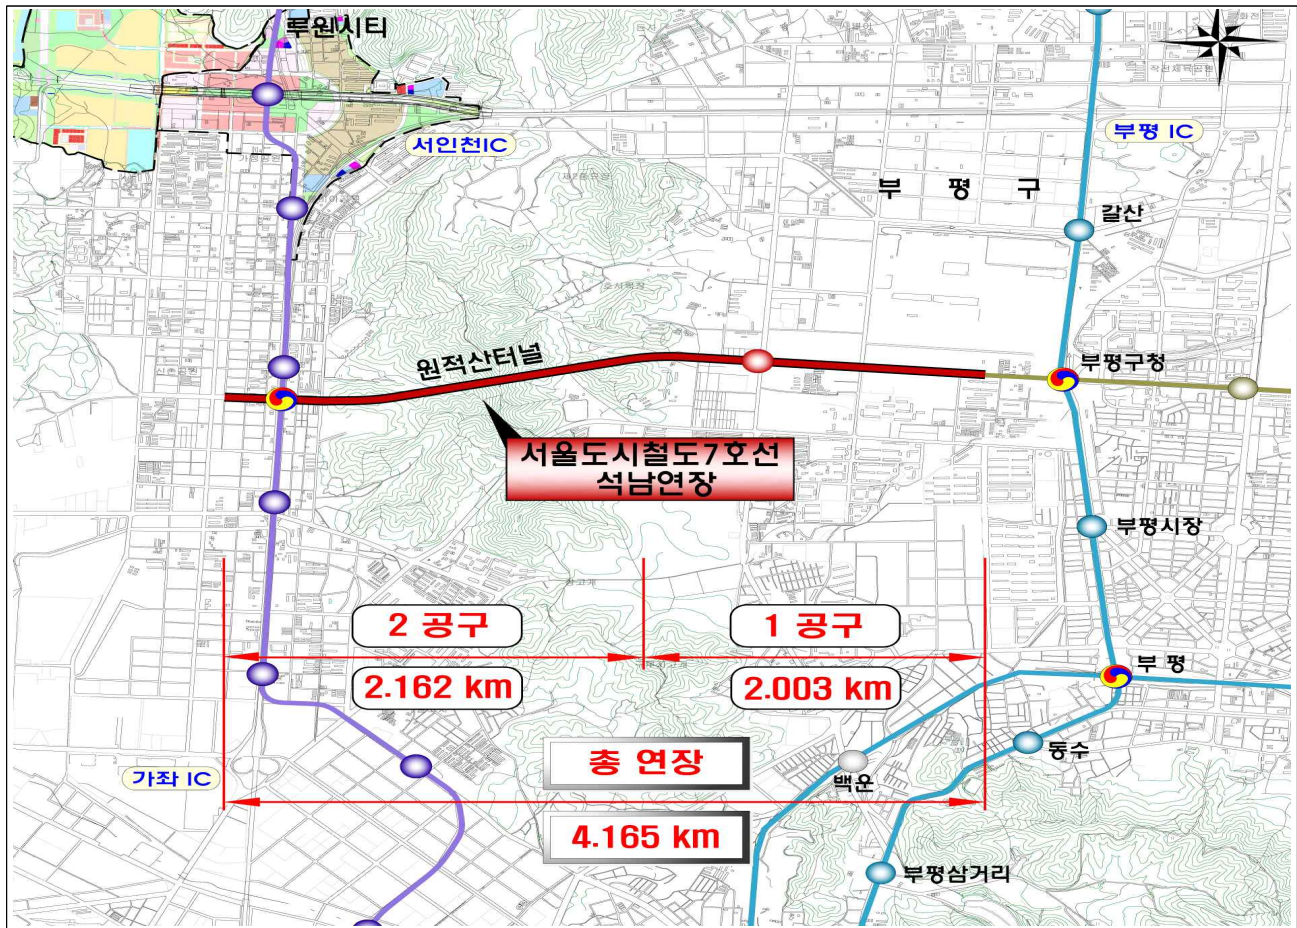 루원시티
서인천IC
부평 IC
부 평 구
갈산
원적산터널
부평구청
서울도시철도7호선
석남연장
부평시장
2 공구
1 공구
2.162 km
2.003 km
부 평
총 연장
동수
가좌 IC
백운
4.165 km
부평삼거리